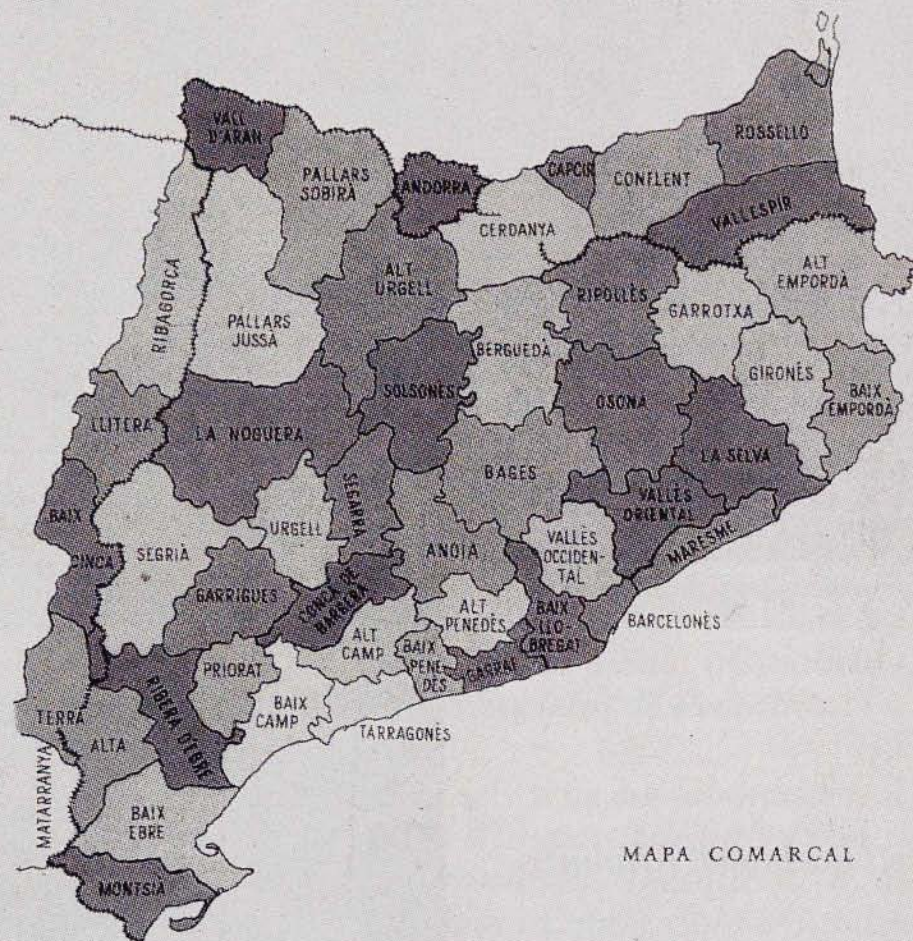 VALL
D'ARAN
PALLARS
SOBIRÀ
ANDORRA
CAPCIR
CONFLENT
ROSSELLO
VALLESPIR
CERDANYA
RIBAGORÇA
PALLARS
JUSSÀ
ALT
URGELL
RIPOLLÈS
GARROTXA
ALT
EMPORDÀ
BERGUEDÀ
SOLSONÈS
GIRONÈS
BAIX
EMPORDÀ
LLITERA
LA NOGUERA
OSONA
LA SELVA
BAGES
SEGARRA
BAIX
CINCA
SEGRIÀ
URGELL
ANOIA
VALLÈS
ORIENTAL
VALLÈS
OCCIDEN-
TAL
MARESME
GARRIGUES
CONCA DE
BARBERÀ
ALT
PENEDÈS
BAIX
LLO-
BREGAT
BARCELONÈS
ALT
CAMP
BAIX
PENE-
DÈS
GARRAF
PRIORAT
RIBERA D'EBRE
BAIX
CAMP
TARRAGONÈS
TERRA
ALTA
MATARRANYA
BAIX
EBRE
MONTSIÀ
MAPA COMARCAL